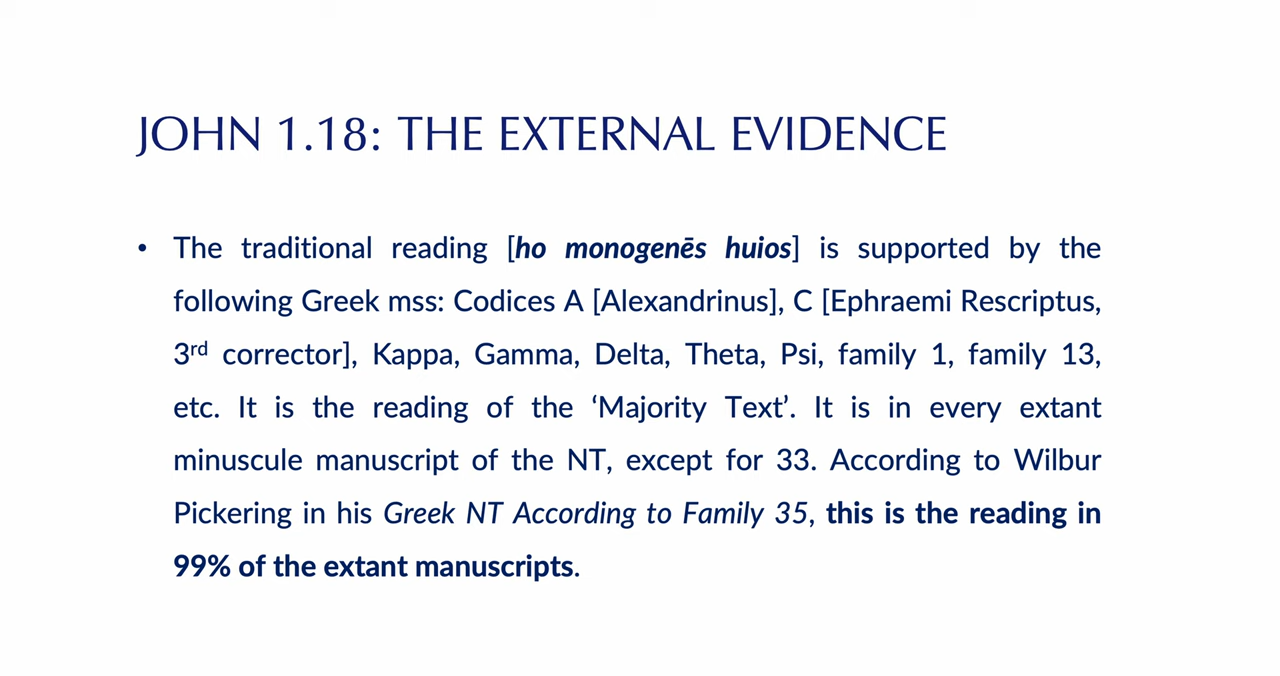 JOHN 1.18: THE EXTERNAL EVIDENCE
• The traditional reading [ho monogenēs huios] is supported by the
following Greek mss: Codices A [Alexandrinus], C [Ephraemi Rescriptus,
3rd corrector], Kappa, Gamma, Delta, Theta, Psi, family 1, family 13,
etc. It is the reading of the ‘Majority Text’. It is in every extant
minuscule manuscript of the NT, except for 33. According to Wilbur
Pickering in his Greek NT According to Family 35, this is the reading in
99% of the extant manuscripts.